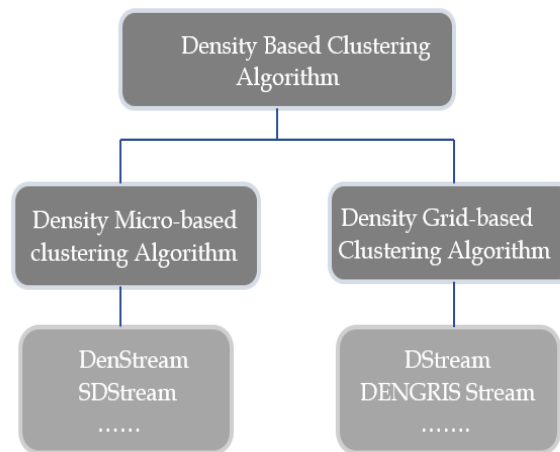 Density Based Clustering
Algorithm
Density Micro-based
clustering Algorithm
Density Grid-based
Clustering Algorithm
DenStream
SDStream
……
DStream
DENGRIS Stream
…….